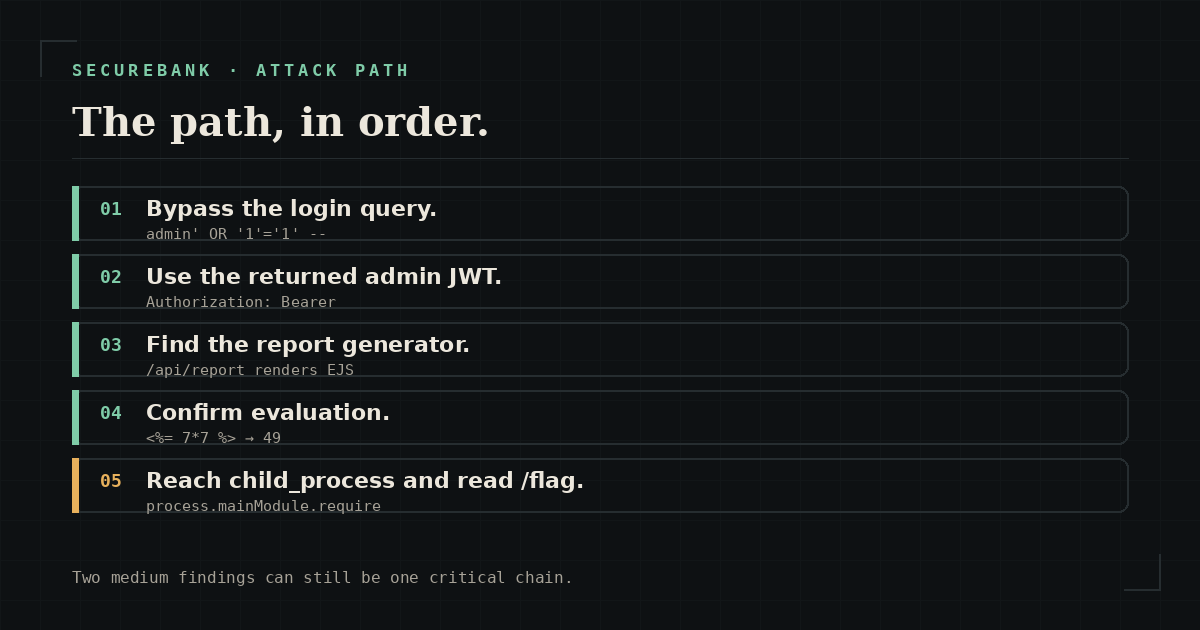 SECUREBANK · ATTACK PATH
The path, in order.
01 Bypass the login query.
admin' OR '1'='1' --
02 Use the returned admin JWT.
Authorization: Bearer
03 Find the report generator.
/api/report renders EJS
04 Confirm evaluation.
<%= 7*7 %> → 49
05 Reach child_process and read /flag.
process.mainModule.require
Two medium findings can still be one critical chain.